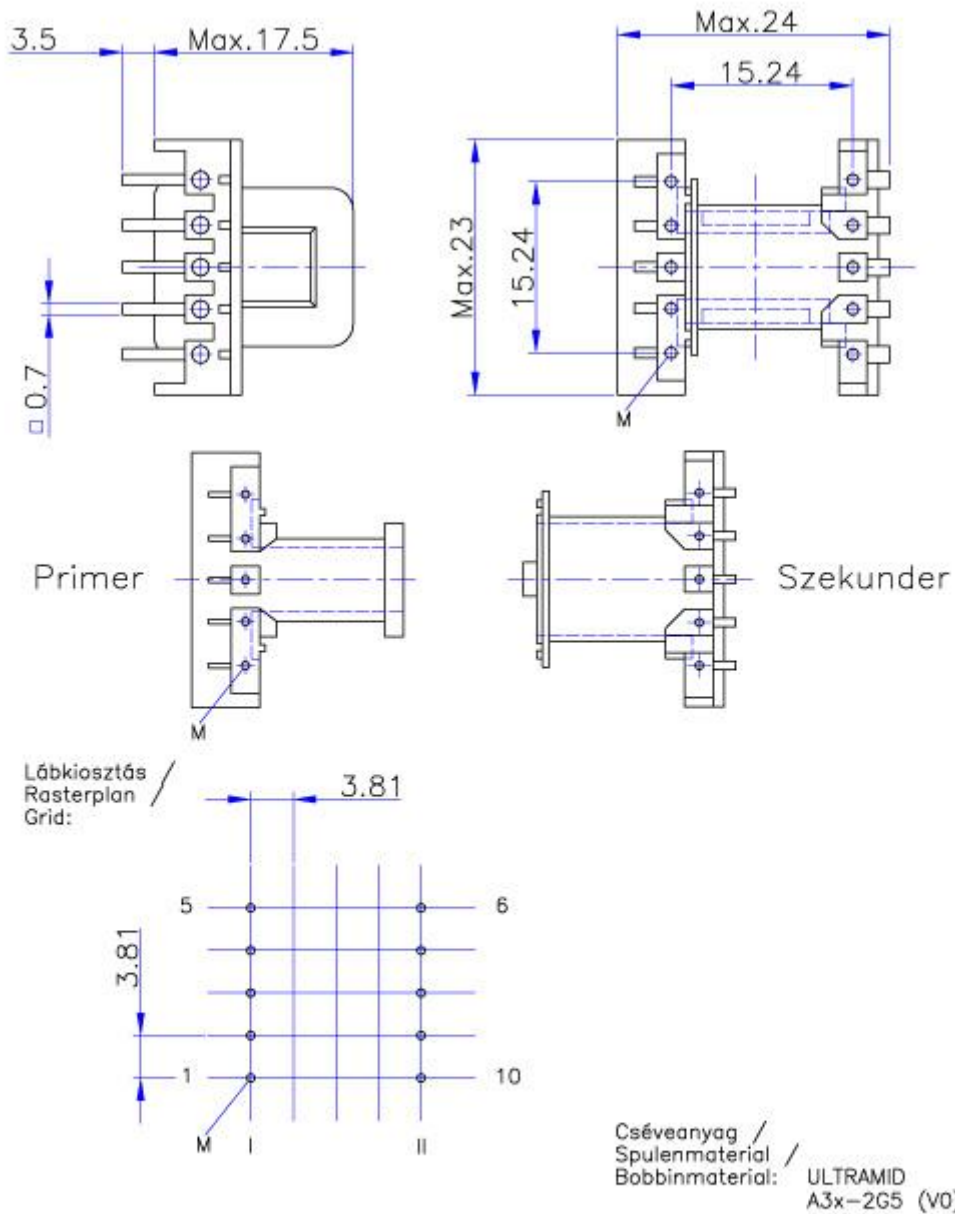 3.5
Max.17.5
Max.24
15.24
Max.23
15.24
□ 0.7
M
Primer
Szekunder
M
Lábkiosztás /
Rasterplan /
Grid:
3.81
5
6
3.81
1
10
M
I
II
Cséveanyag /
Spulenmaterial /
Bobbinmaterial: ULTRAMID
A3x-2G5 (V0)